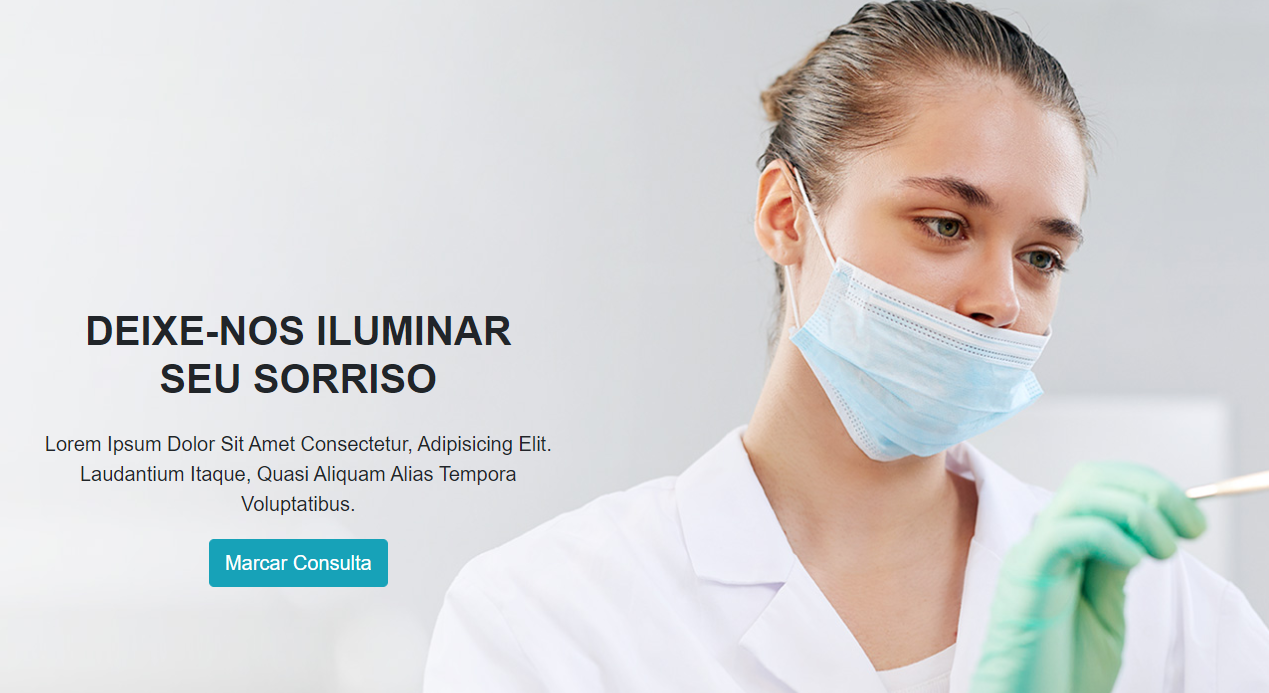 DEIXE-NOS ILUMINAR
SEU SORRISO
Lorem Ipsum Dolor Sit Amet Consectetur, Adipisicing Elit.
Laudantium Itaque, Quasi Aliquam Alias Tempora
Voluptatibus.
Marcar Consulta